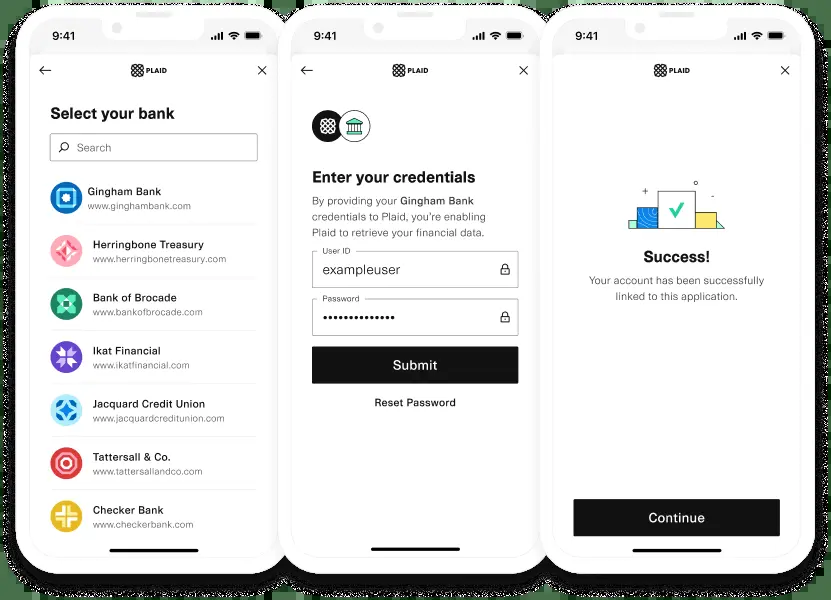 9:41
PLAID
Select your bank
Search
Gingham Bank
www.ginghambank.com
Herringbone Treasury
www.herringbonetreasury.com
Bank of Brocade
www.bankofbrocade.com
Ikat Financial
www.ikatfinancial.com
Jacquard Credit Union
www.jacquardcreditunion.com
Tattersall & Co.
www.tattersallandco.com
Checker Bank
www.checkerbank.com
9:41
PLAID
Enter your credentials
By providing your Gingham Bank
credentials to Plaid, you're enabling
Plaid to retrieve your financial data.
User ID
exampleuser
Password
••••••••••••••
Submit
Reset Password
9:41
PLAID
Success!
Your account has been successfully
linked to this application.
Continue